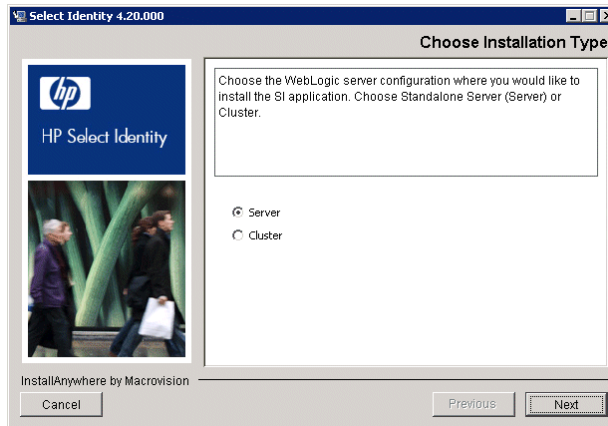 Select Identity 4.20.000
Choose Installation Type
hp
HP Select Identity
Choose the WebLogic server configuration where you would like to
install the SI application. Choose Standalone Server (Server) or
Cluster.
Server
Cluster
InstallAnywhere by Macrovision
Cancel
Previous
Next